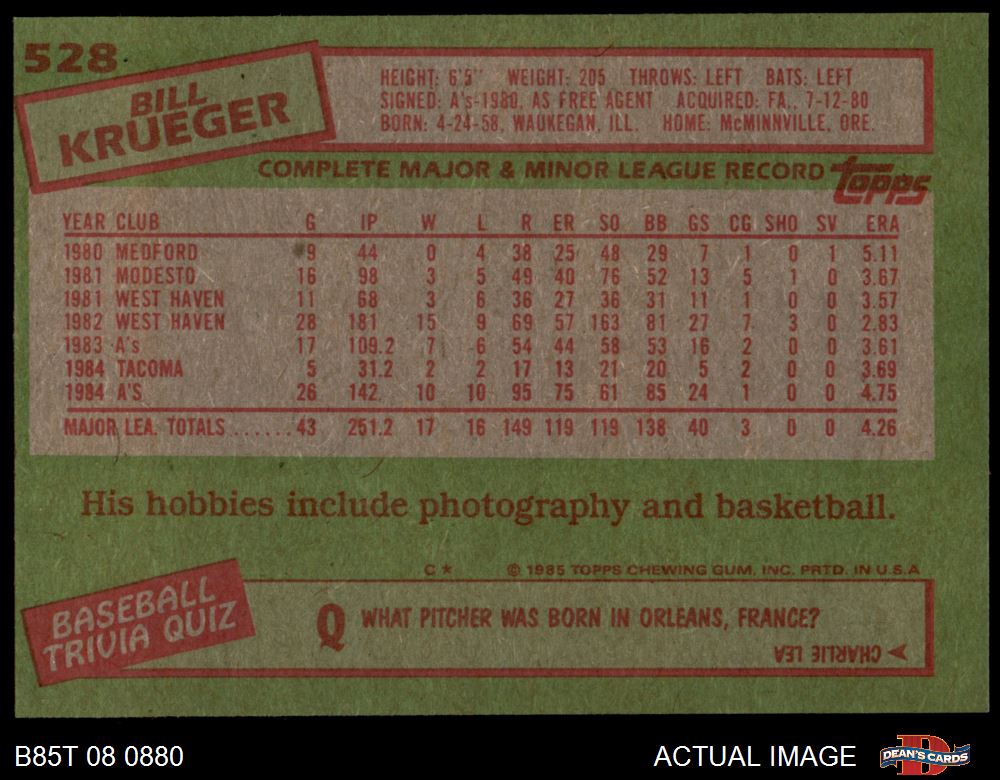 528
BILL
KRUEGER
HEIGHT: 6'5" WEIGHT: 205 THROWS: LEFT BATS: LEFT
SIGNED: A's-1980, AS FREE AGENT ACQUIRED: FA., 7-12-80
BORN: 4-24-58, WAUKEGAN, ILL. HOME: McMINNVILLE, ORE.
COMPLETE MAJOR & MINOR LEAGUE RECORD topps
YEAR CLUB G IP W L R ER SO BB GS CG SHO SV ERA
1980 MEDFORD 9 44 0 4 38 25 48 29 7 1 0 1 5.11
1981 MODESTO 16 98 3 5 49 40 76 52 13 5 1 0 3.67
1981 WEST HAVEN 11 68 3 6 36 27 36 31 11 1 0 0 3.57
1982 WEST HAVEN 28 181 15 9 69 57 163 81 27 7 3 0 2.83
1983 A's 17 109.2 7 6 54 44 58 53 16 2 0 0 3.61
1984 TACOMA 5 31.2 2 2 17 13 21 20 5 2 0 0 3.69
1984 A'S 26 142 10 10 95 75 61 85 24 1 0 0 4.75
MAJOR LEA. TOTALS.......43 251.2 17 16 149 119 119 138 40 3 0 0 4.26
His hobbies include photography and basketball.
C* © 1985 TOPPS CHEWING GUM, INC. PRTD. IN U.S.A
BASEBALL
TRIVIA QUIZ
Q WHAT PITCHER WAS BORN IN ORLEANS, FRANCE?
CHARLIE LEA
B85T 08 0880
ACTUAL IMAGE
DEAN'S CARDS